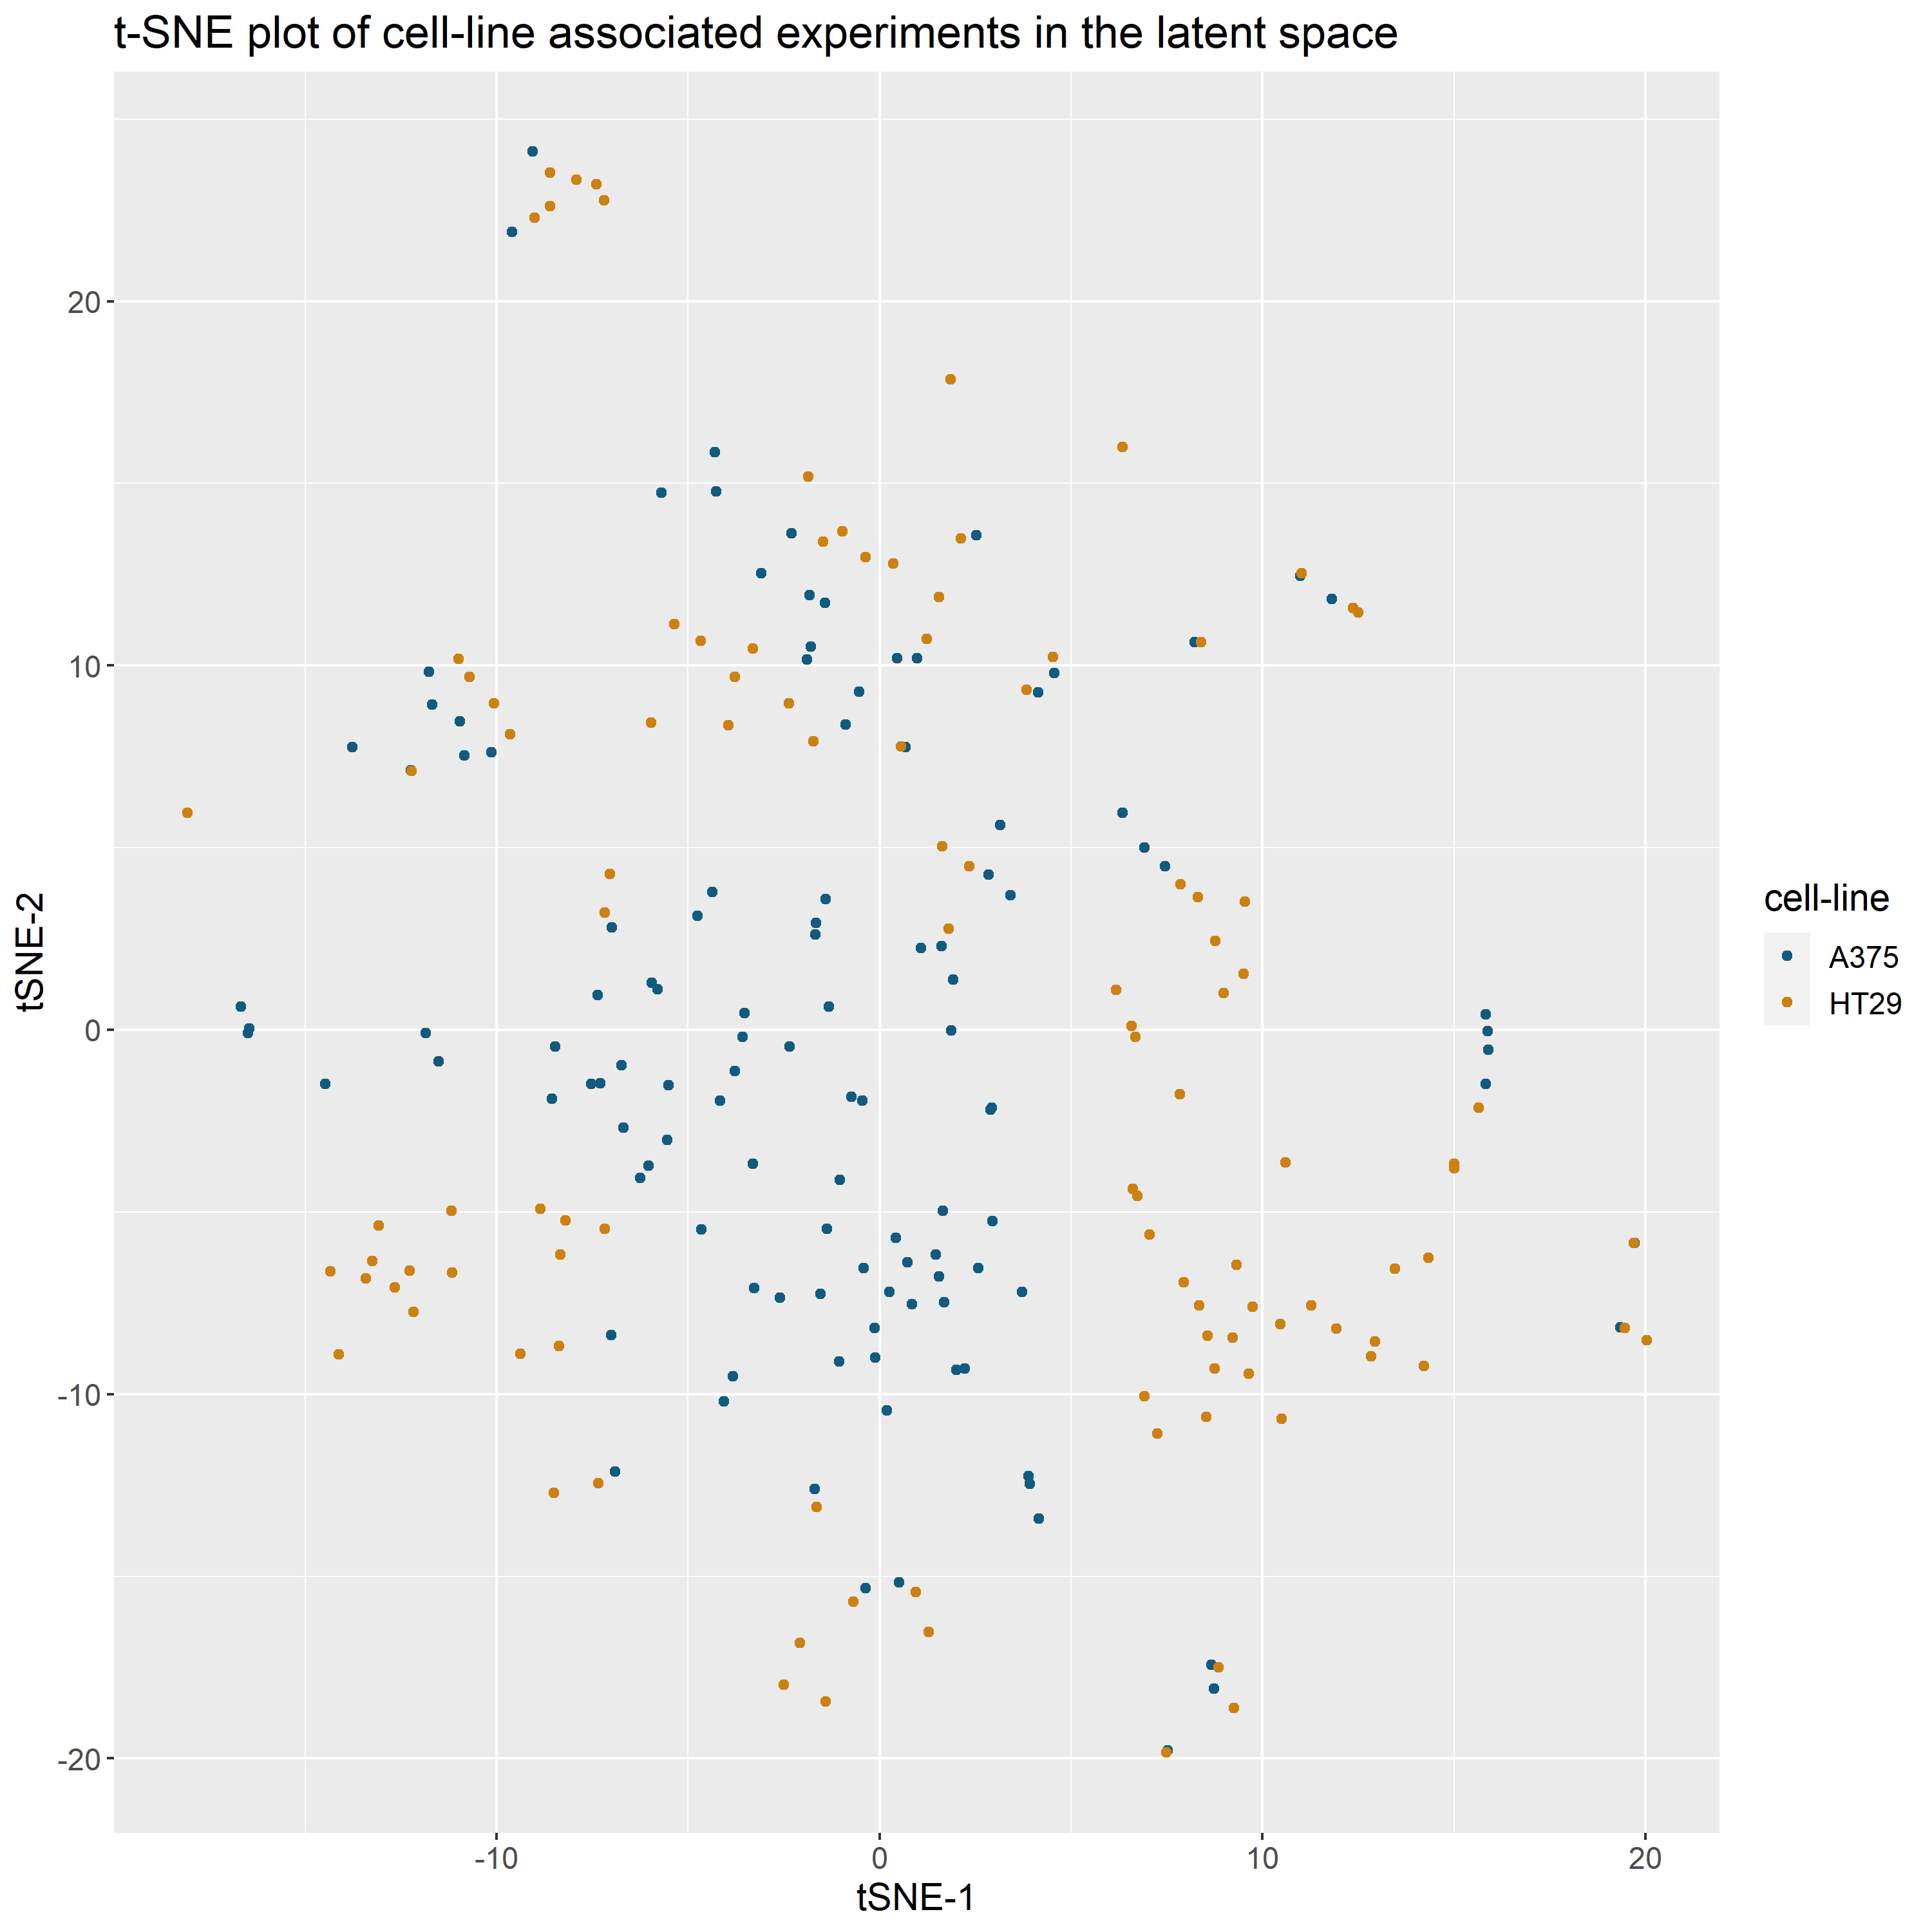 t-SNE plot of cell-line associated experiments in the latent space
20
10
0
-10
-20
tSNE-2
-10
0
10
20
tSNE-1
cell-line
A375
HT29